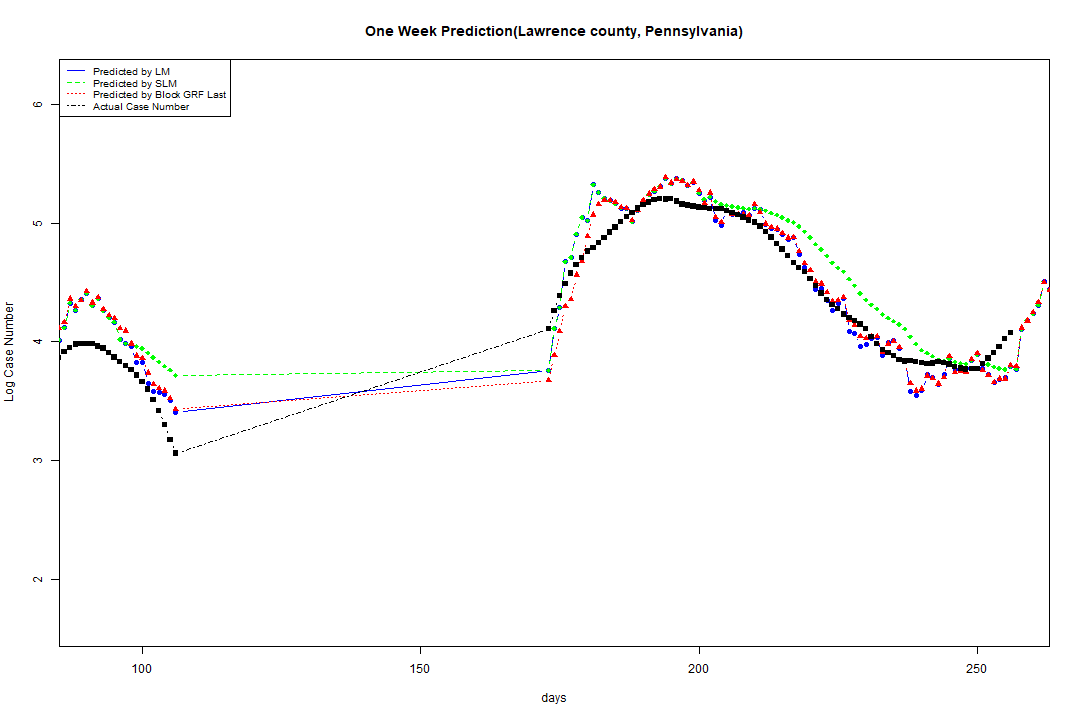 One Week Prediction(Lawrence county, Pennsylvania)
Predicted by LM
Predicted by SLM
Predicted by Block GRF Last
Actual Case Number
6
5
4
3
2
Log Case Number
100
150
200
250
days